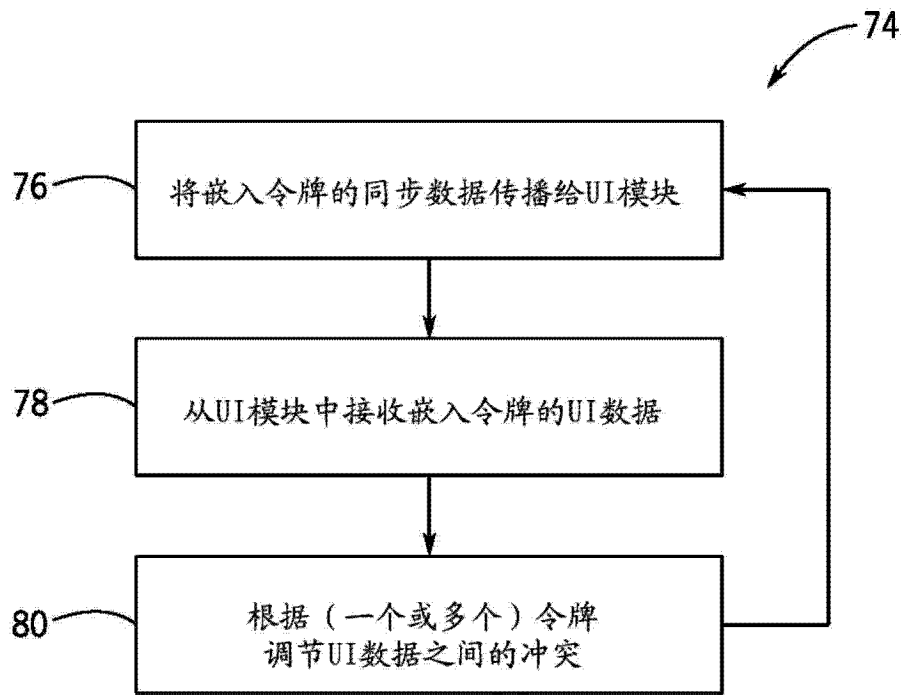 74
76
将嵌入令牌的同步数据传播给UI模块
78
从UI模块中接收嵌入令牌的UI数据
80
根据（一个或多个）令牌
调节UI数据之间的冲突